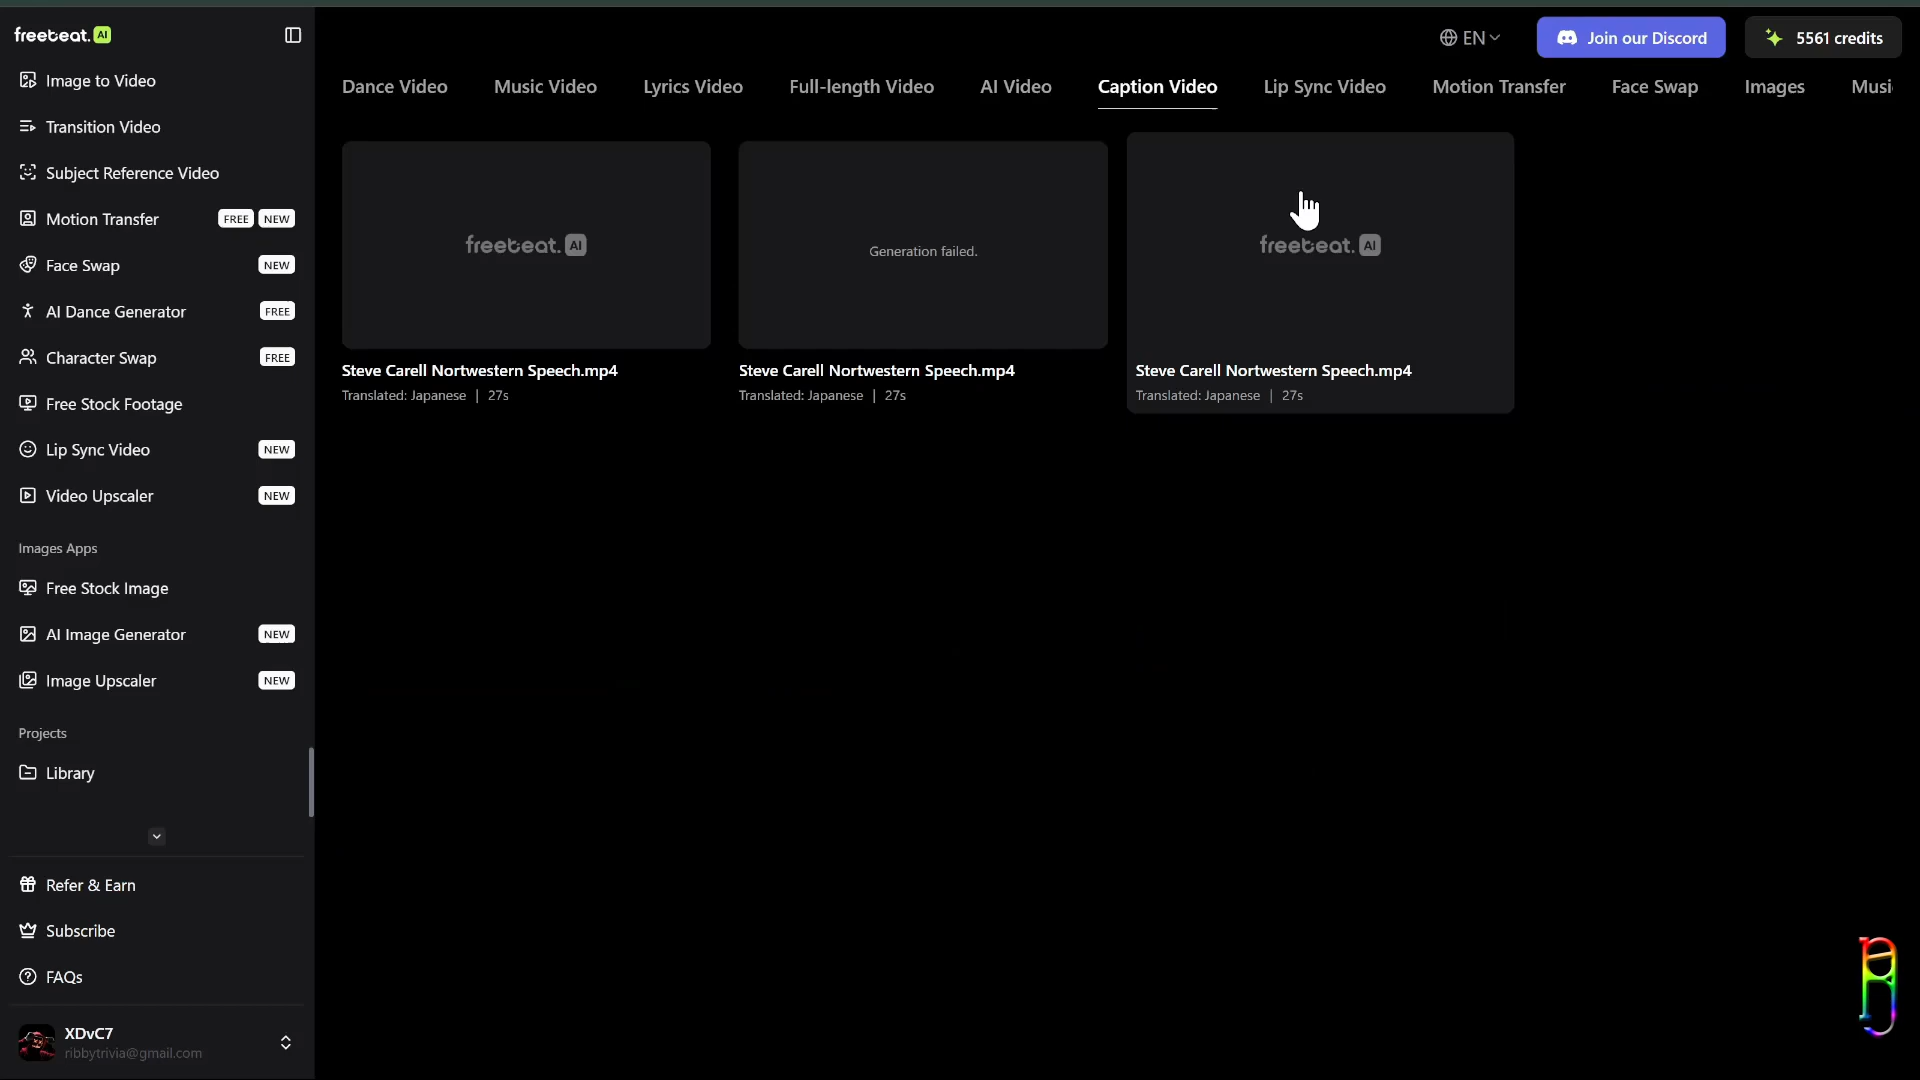 freebeat. AI
EN
Join our Discord
5561 credits
Image to Video
Transition Video
Subject Reference Video
Motion Transfer FREE NEW
Face Swap NEW
AI Dance Generator FREE
Character Swap FREE
Free Stock Footage
Lip Sync Video NEW
Video Upscaler NEW
Images Apps
Free Stock Image
AI Image Generator NEW
Image Upscaler NEW
Projects
Library
Refer & Earn
Subscribe
FAQs
XDvC7
ribbytrivia@gmail.com
Dance Video Music Video Lyrics Video Full-length Video AI Video Caption Video Lip Sync Video Motion Transfer Face Swap Images Musi
freebeat. AI
Steve Carell Nortwestern Speech.mp4
Translated: Japanese | 27s
Generation failed.
Steve Carell Nortwestern Speech.mp4
Translated: Japanese | 27s
freebeat. AI
Steve Carell Nortwestern Speech.mp4
Translated: Japanese | 27s